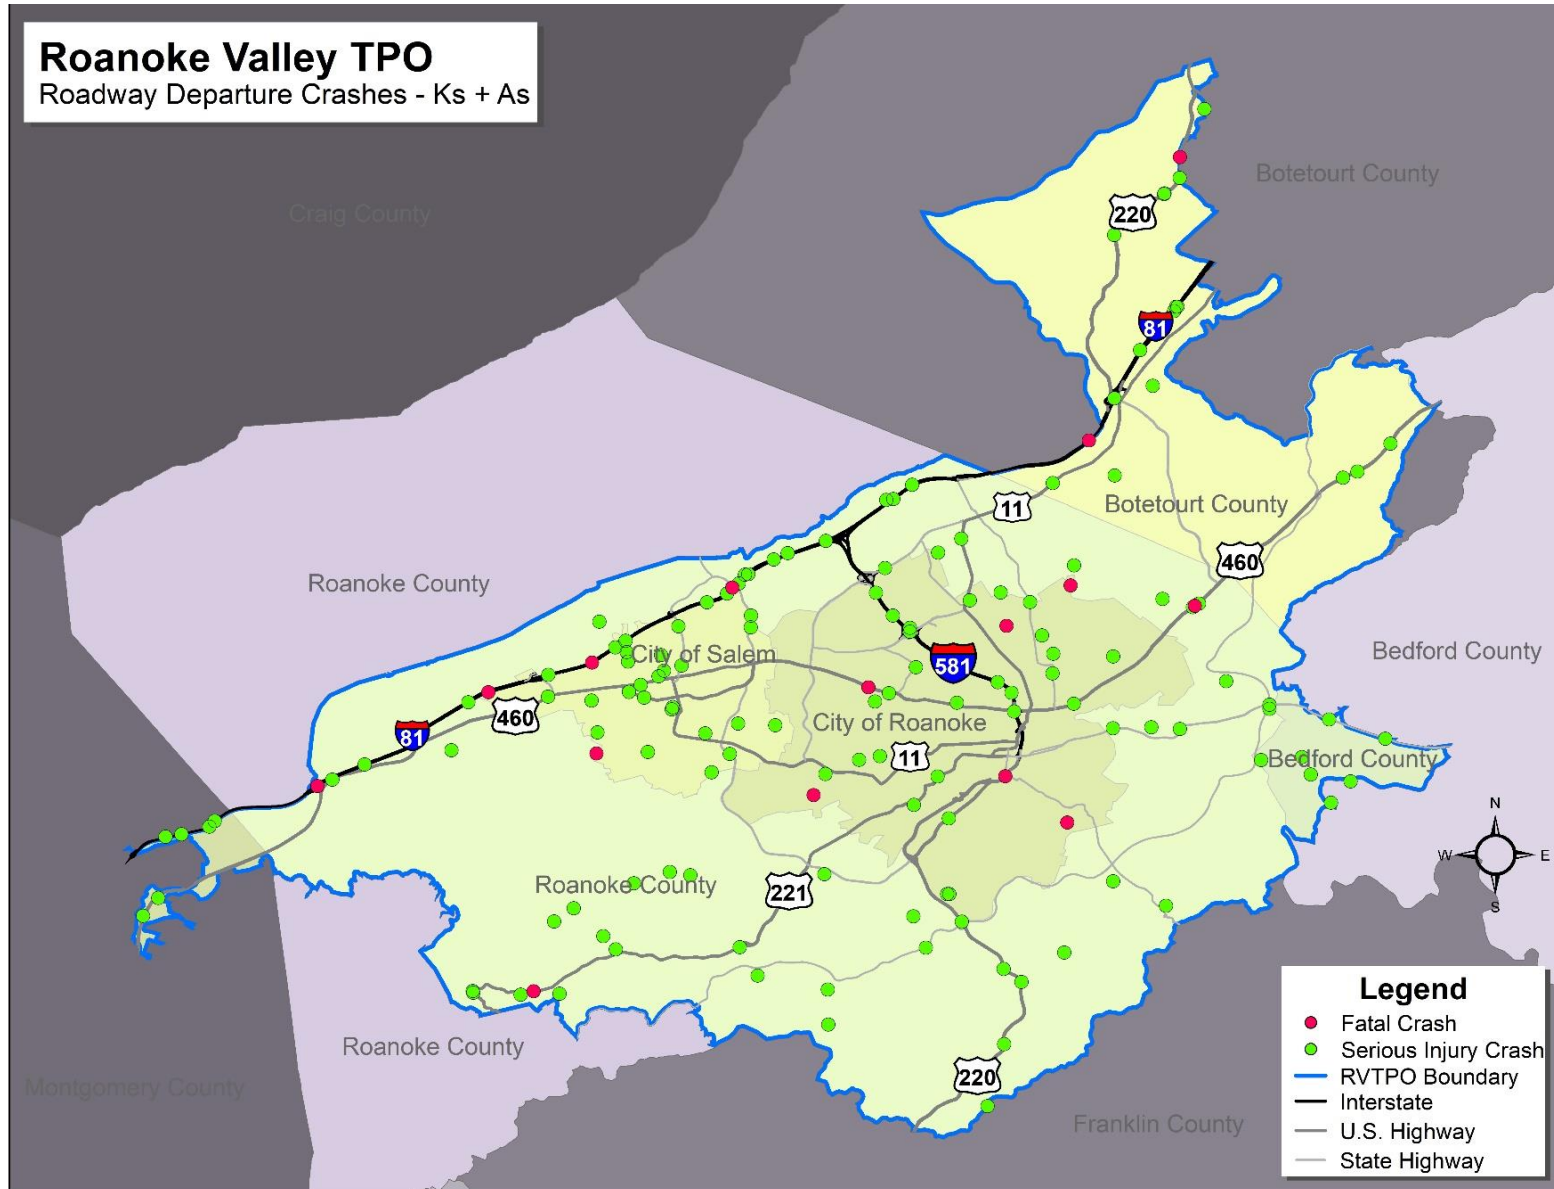 Roanoke Valley TPO
Roadway Departure Crashes - Ks + As
Craig County
Botetourt County
220
81
11
Botetourt County
460
Roanoke County
Bedford County
City of Salem
581
460
81
City of Roanoke
11
Bedford County
N
W
E
S
Roanoke County
221
Roanoke County
Montgomery County
220
Franklin County
Legend
Fatal Crash
Serious Injury Crash
RVTPO Boundary
Interstate
U.S. Highway
State Highway